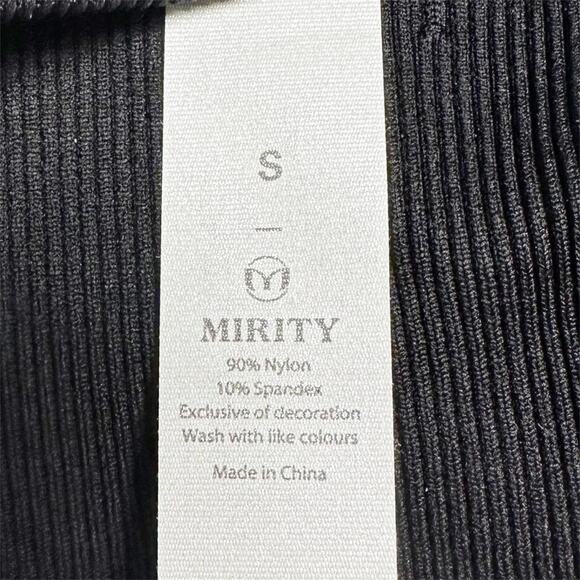 S
MIRITY
90% Nylon
10% Spandex
Exclusive of decoration
Wash with like colours
Made in China